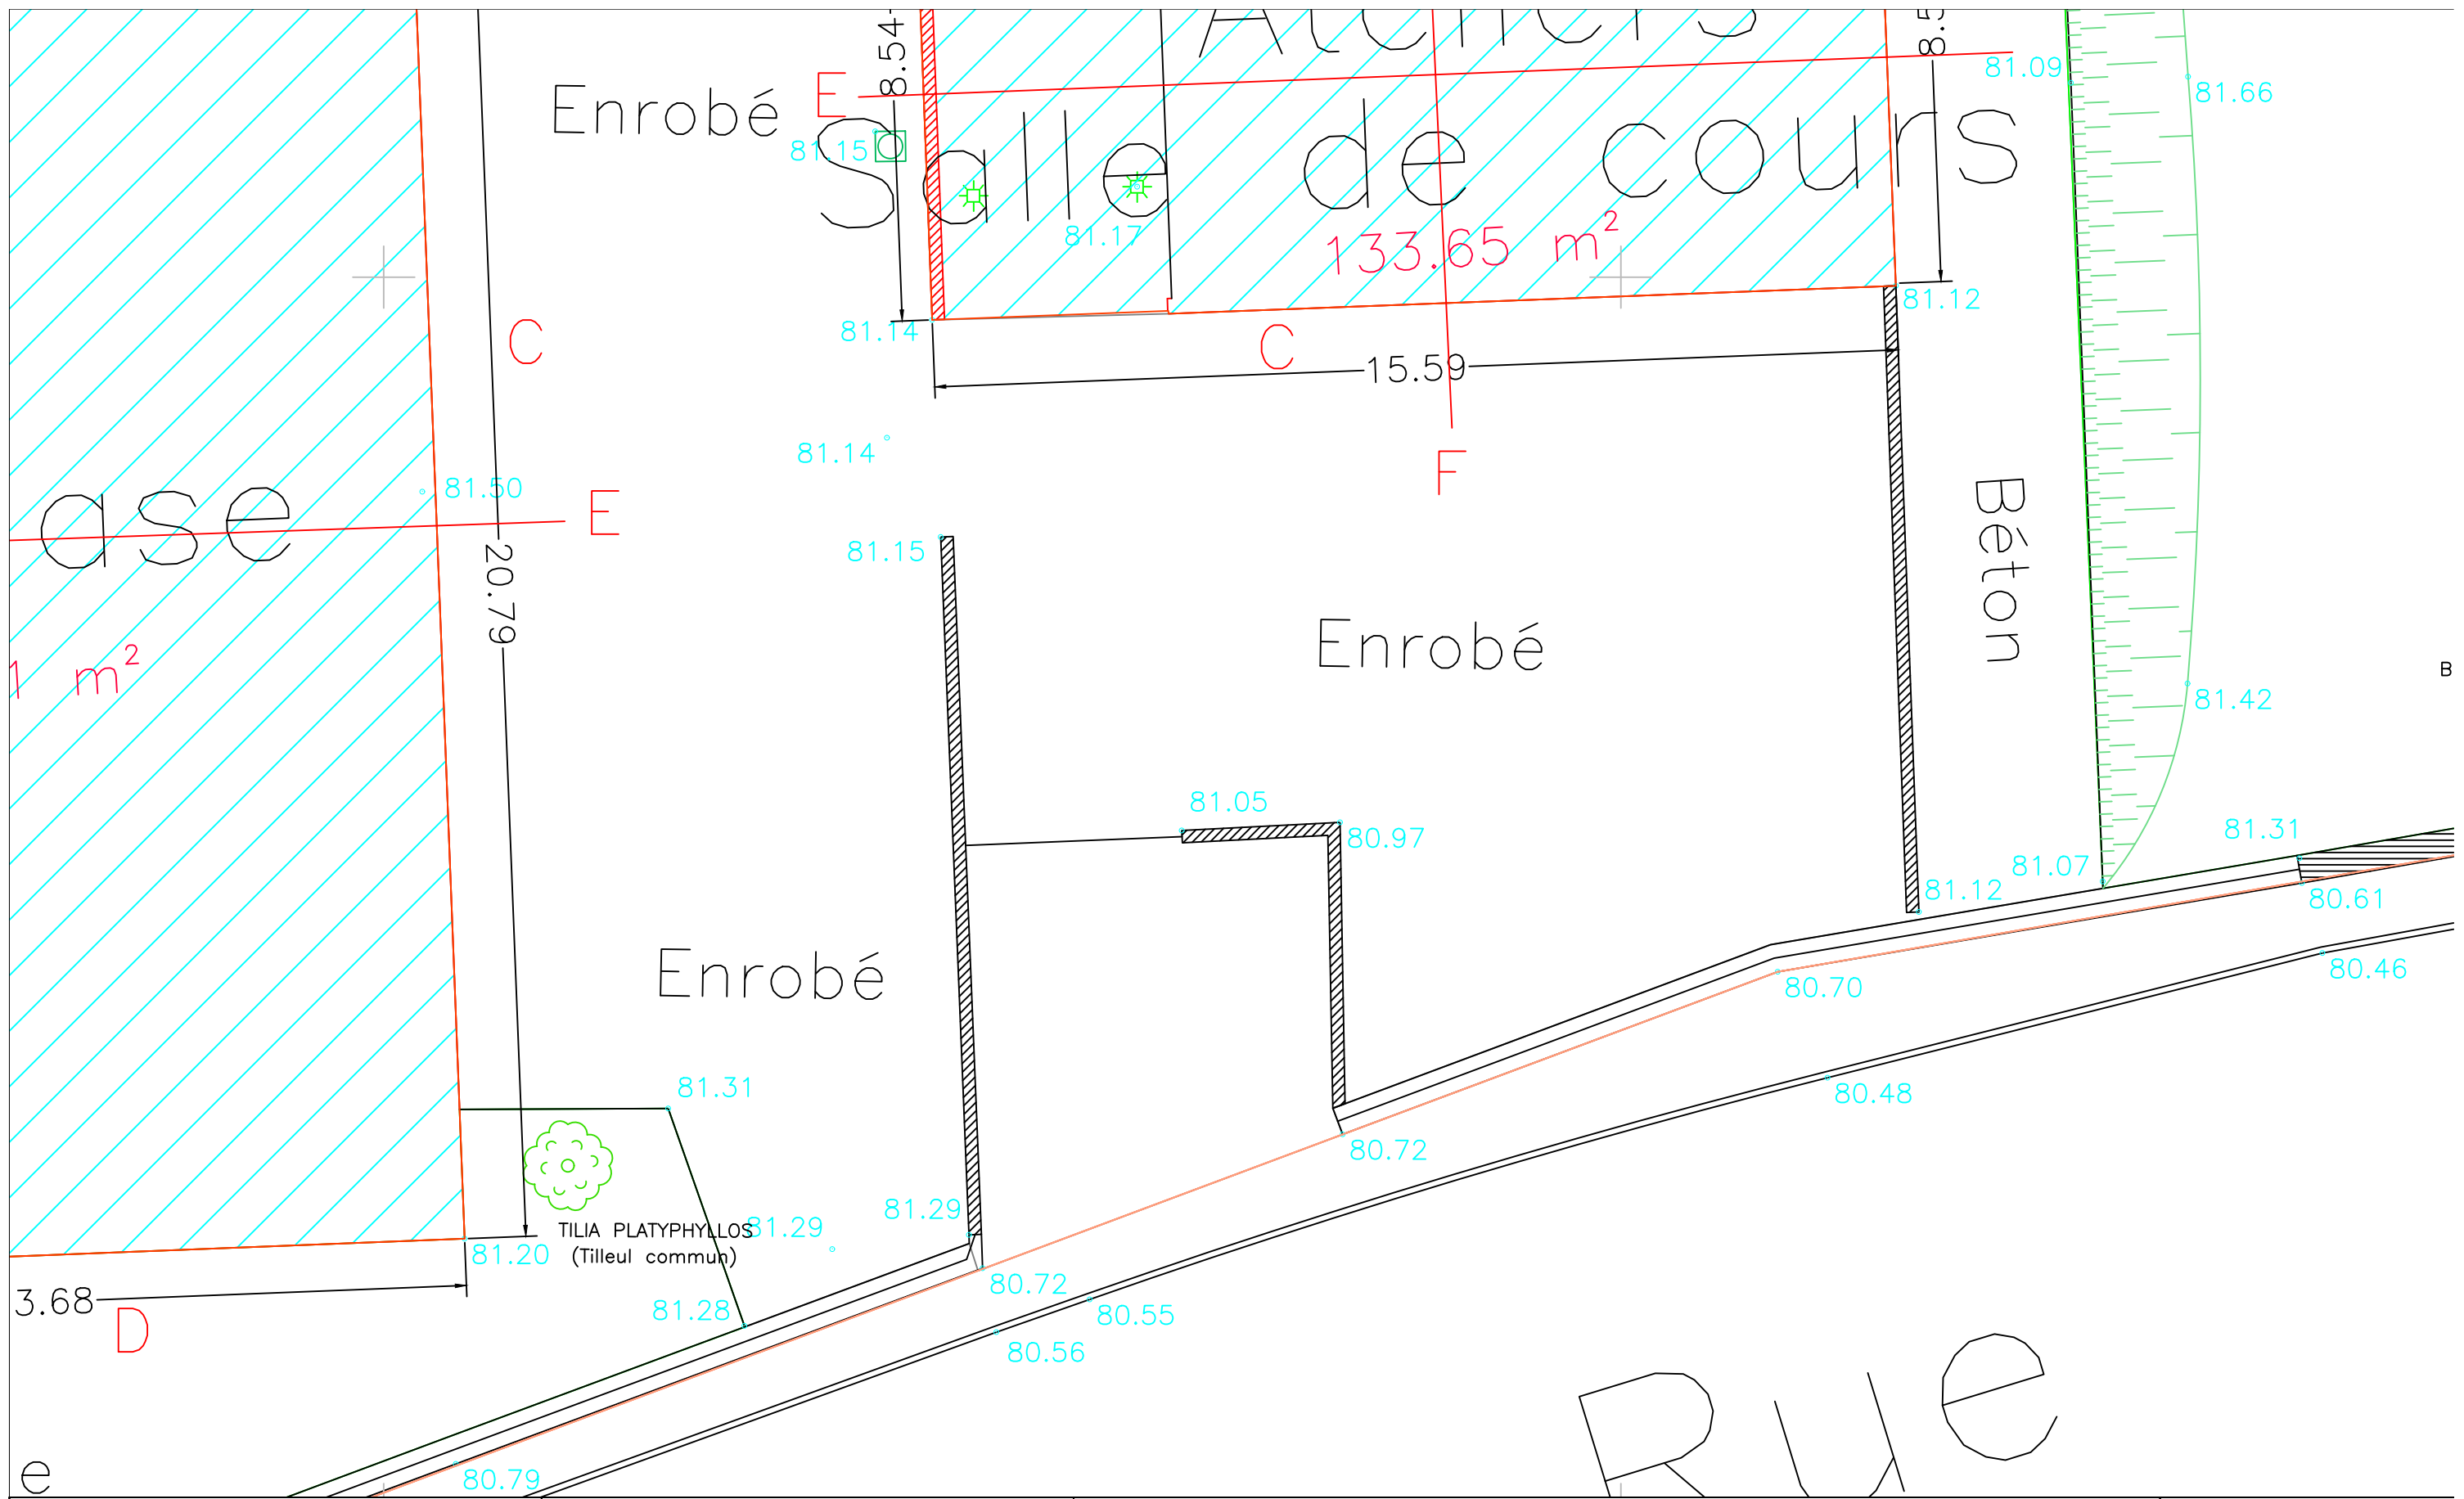 Ateliers
8.54
81.09
81.66
Enrobé
E
81.15
Salle de cours
81.17
133.65 m²
81.14
81.12
C
C
15.59
81.14
F
81.50
ase
E
Béton
81.15
20.79
Enrobé
1 m²
B
81.42
81.05
80.97
81.31
81.07
81.12
80.61
Enrobé
80.46
80.70
81.31
80.48
80.72
81.29
TILIA PLATYPHYLLOS
(Tilleul commun)
81.29
81.20
80.72
3.68
81.28
80.55
D
80.56
Rue
80.79
e